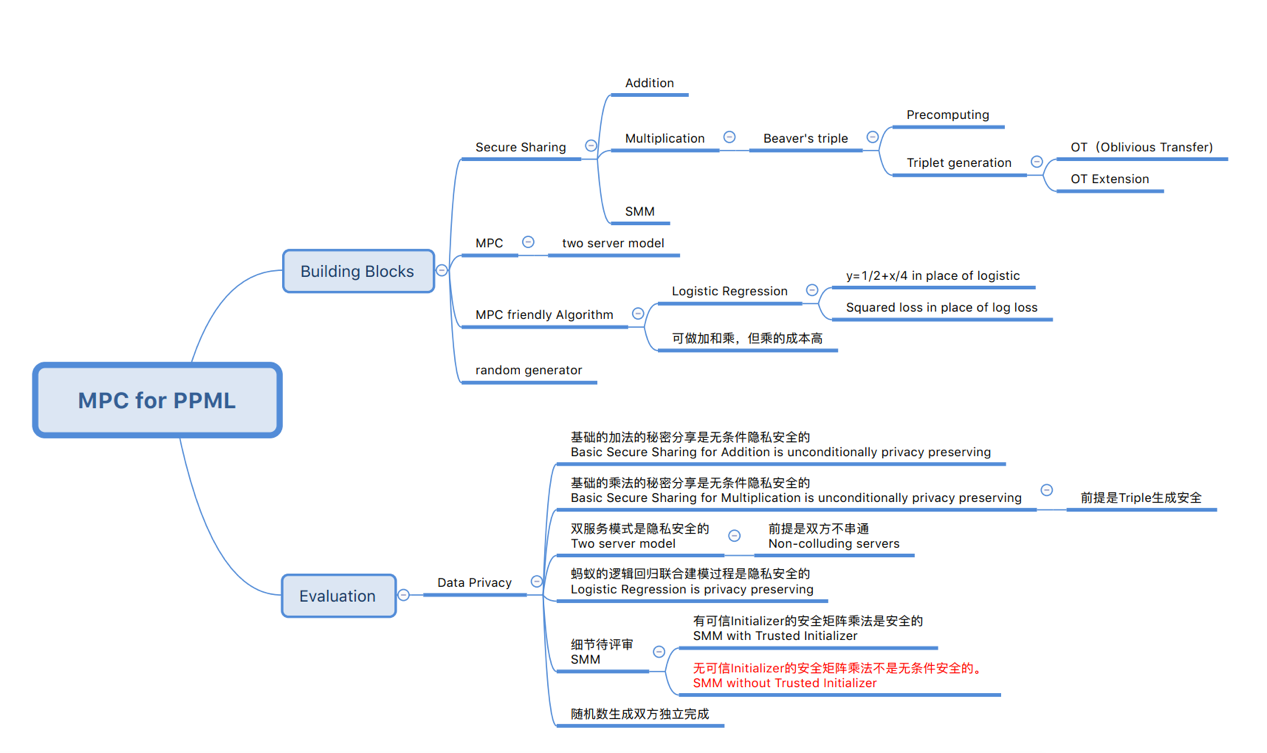 MPC for PPML
Building Blocks
Secure Sharing
Addition
Multiplication
Beaver's triple
Precomputing
Triplet generation
OT（Oblivious Transfer)
OT Extension
SMM
MPC
two server model
MPC friendly Algorithm
Logistic Regression
y=1/2+x/4 in place of logistic
Squared loss in place of log loss
可做加和乘，但乘的成本高
random generator
Evaluation
Data Privacy
基础的加法的秘密分享是无条件隐私安全的
Basic Secure Sharing for Addition is unconditionally privacy preserving
基础的乘法的秘密分享是无条件隐私安全的
Basic Secure Sharing for Multiplication is unconditionally privacy preserving
前提是Triple生成安全
双服务模式是隐私安全的
Two server model
前提是双方不串通
Non-colluding servers
蚂蚁的逻辑回归联合建模过程是隐私安全的
Logistic Regression is privacy preserving
细节待评审
SMM
有可信Initializer的安全矩阵乘法是安全的
SMM with Trusted Initializer
无可信Initializer的安全矩阵乘法不是无条件安全的。
SMM without Trusted Initializer
随机数生成双方独立完成